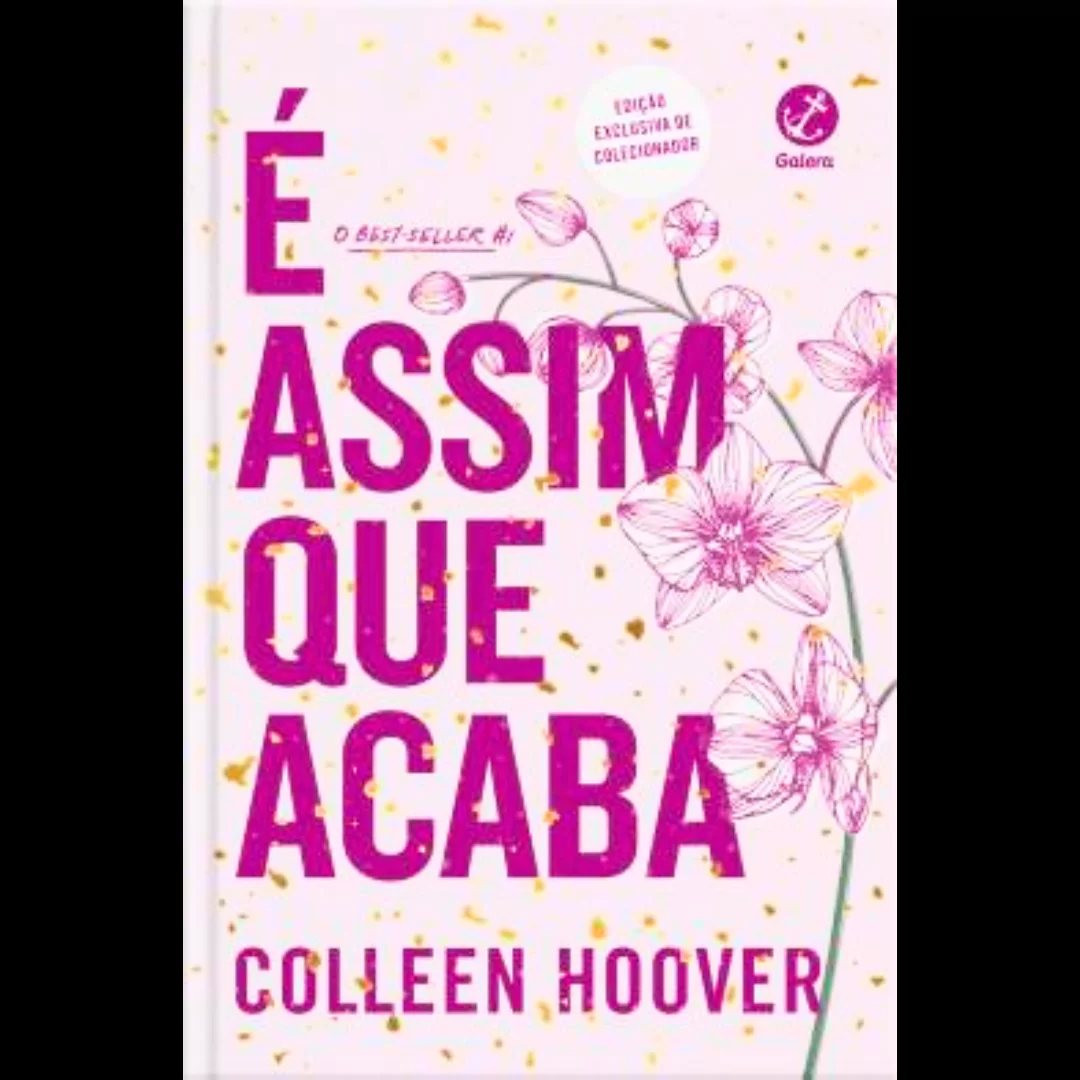 EDIÇÃO
EXCLUSIVA DE
COLECIONADOR
Galera
É
O BEST-SELLER #1
ASSIM
QUE
ACABA
COLLEEN HOOVER